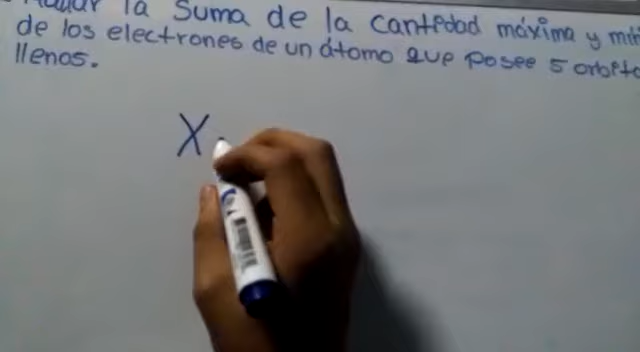 la suma de la cantidad máxima y
de los electrones de un átomo que posee 5
llenos.
X